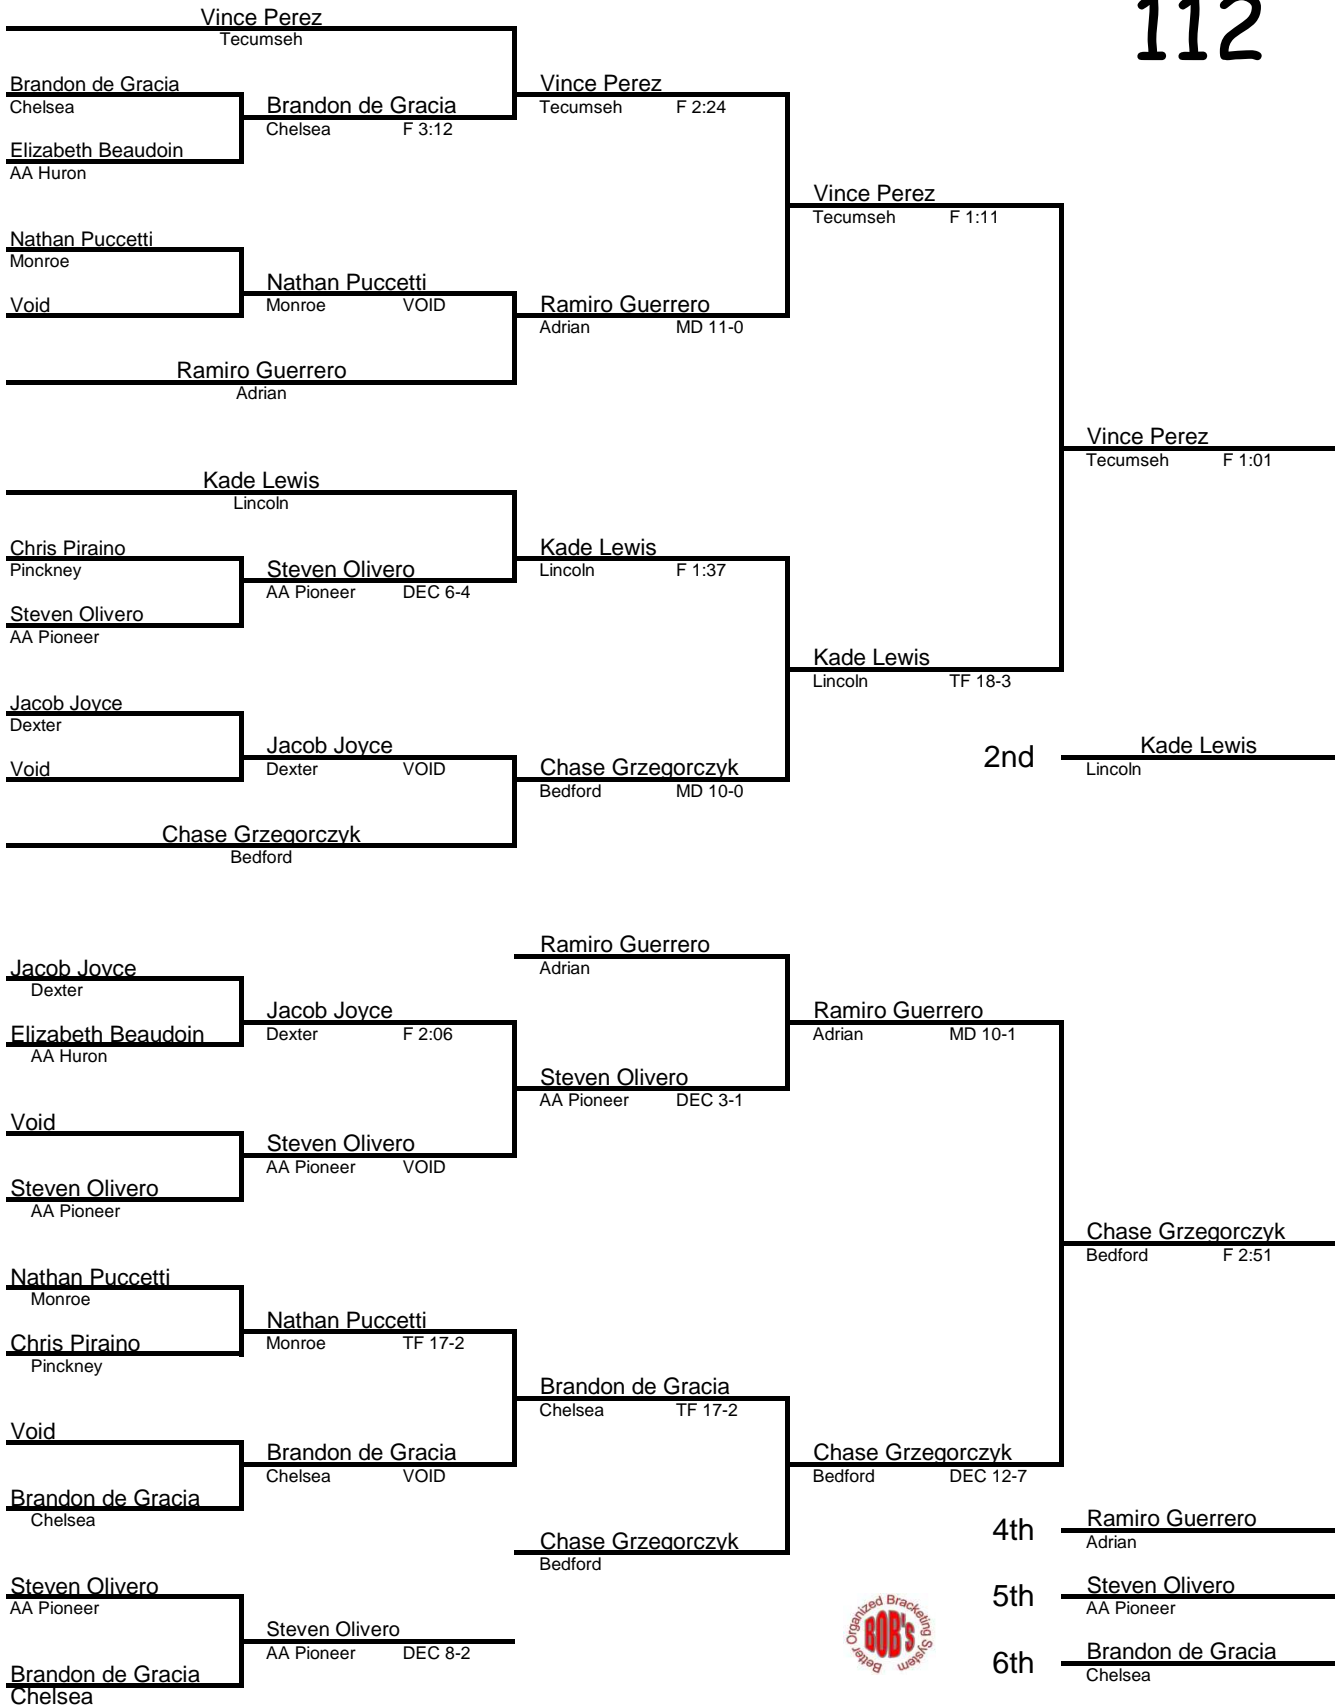 112
Vince Perez
Tecumseh
Brandon de Gracia
Chelsea
Elizabeth Beaudoin
AA Huron
Brandon de Gracia
Chelsea F 3:12
Vince Perez
Tecumseh F 2:24
Nathan Puccetti
Monroe
Void
Nathan Puccetti
Monroe VOID
Ramiro Guerrero
Adrian
Ramiro Guerrero
Adrian MD 11-0
Vince Perez
Tecumseh F 1:11
Kade Lewis
Lincoln
Chris Piraino
Pinckney
Steven Olivero
AA Pioneer
Steven Olivero
AA Pioneer DEC 6-4
Kade Lewis
Lincoln F 1:37
Jacob Joyce
Dexter
Void
Jacob Joyce
Dexter VOID
Chase Grzegorczyk
Bedford
Chase Grzegorczyk
Bedford MD 10-0
Kade Lewis
Lincoln TF 18-3
Vince Perez
Tecumseh F 1:01
2nd Kade Lewis
Lincoln
Jacob Joyce
Dexter
Elizabeth Beaudoin
AA Huron
Jacob Joyce
Dexter F 2:06
Void
Steven Olivero
AA Pioneer
Steven Olivero
AA Pioneer VOID
Ramiro Guerrero
Adrian
Steven Olivero
AA Pioneer DEC 3-1
Ramiro Guerrero
Adrian MD 10-1
Nathan Puccetti
Monroe
Chris Piraino
Pinckney
Nathan Puccetti
Monroe TF 17-2
Void
Brandon de Gracia
Chelsea
Brandon de Gracia
Chelsea VOID
Brandon de Gracia
Chelsea TF 17-2
Chase Grzegorczyk
Bedford
Chase Grzegorczyk
Bedford DEC 12-7
Chase Grzegorczyk
Bedford F 2:51
Steven Olivero
AA Pioneer
Brandon de Gracia
Chelsea
Steven Olivero
AA Pioneer DEC 8-2
Better Organized Bracketing System
BOB'S
4th Ramiro Guerrero
Adrian
5th Steven Olivero
AA Pioneer
6th Brandon de Gracia
Chelsea